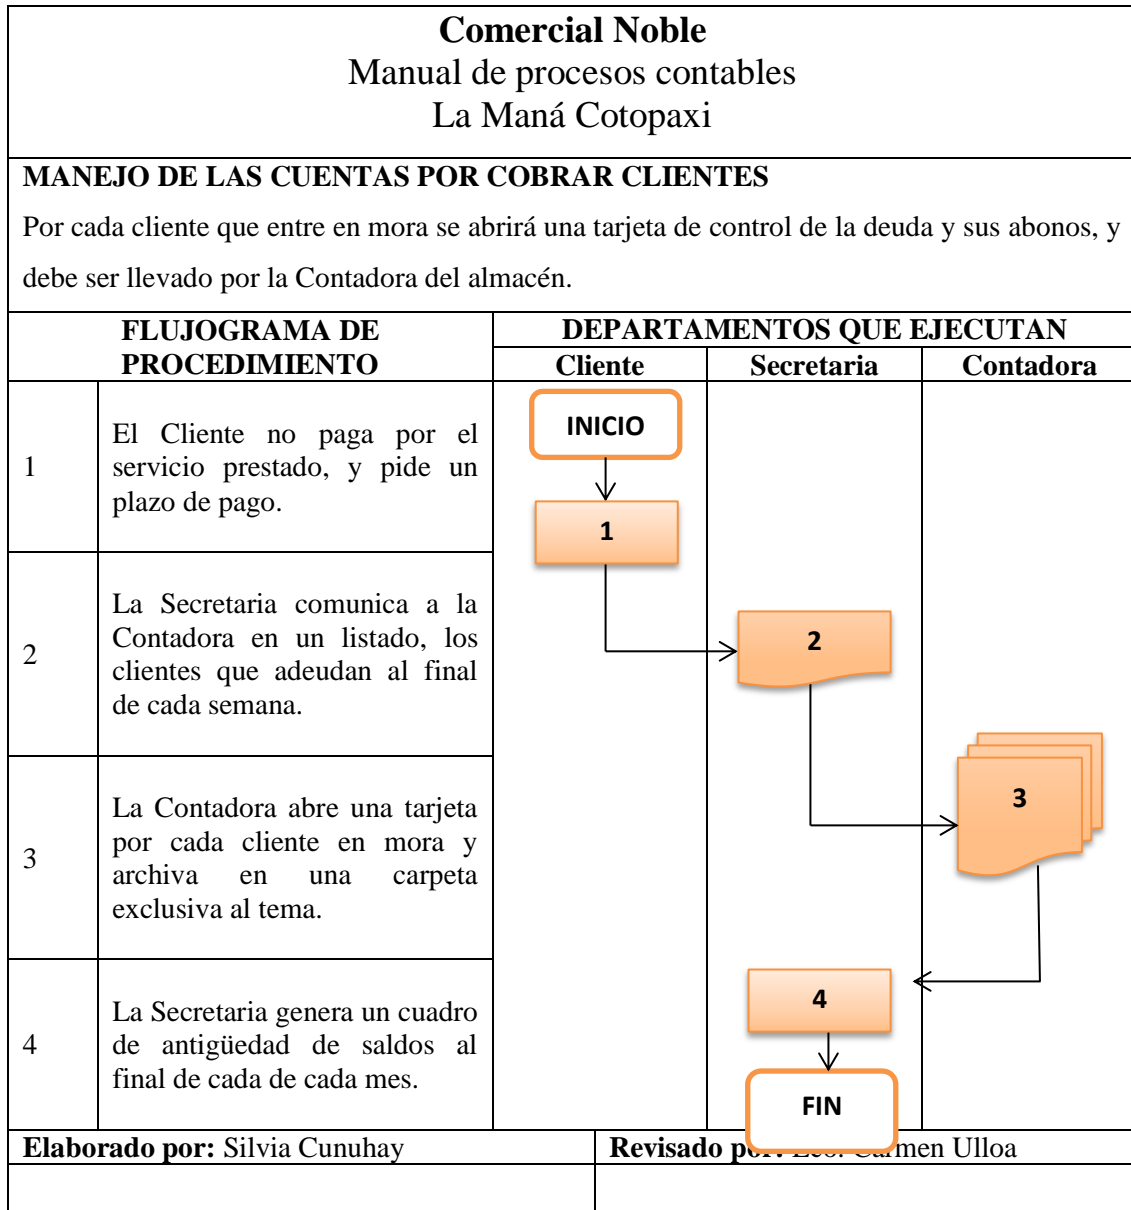 Comercial Noble
Manual de procesos contables
La Maná Cotopaxi
MANEJO DE LAS CUENTAS POR COBRAR CLIENTES
Por cada cliente que entre en mora se abrirá una tarjeta de control de la deuda y sus abonos, y
debe ser llevado por la Contadora del almacén.
FLUJOGRAMA DE
PROCEDIMIENTO
DEPARTAMENTOS QUE EJECUTAN
Cliente
Secretaria
Contadora
1
El Cliente no paga por el
servicio prestado, y pide un
plazo de pago.
INICIO
1
2
La Secretaria comunica a la
Contadora en un listado, los
clientes que adeudan al final
de cada semana.
2
3
La Contadora abre una tarjeta
por cada cliente en mora y
archiva en una carpeta
exclusiva al tema.
3
4
La Secretaria genera un cuadro
de antigüedad de saldos al
final de cada de cada mes.
4
FIN
Elaborado por: Silvia Cunuhay
Revisado por: Eco. Carmen Ulloa